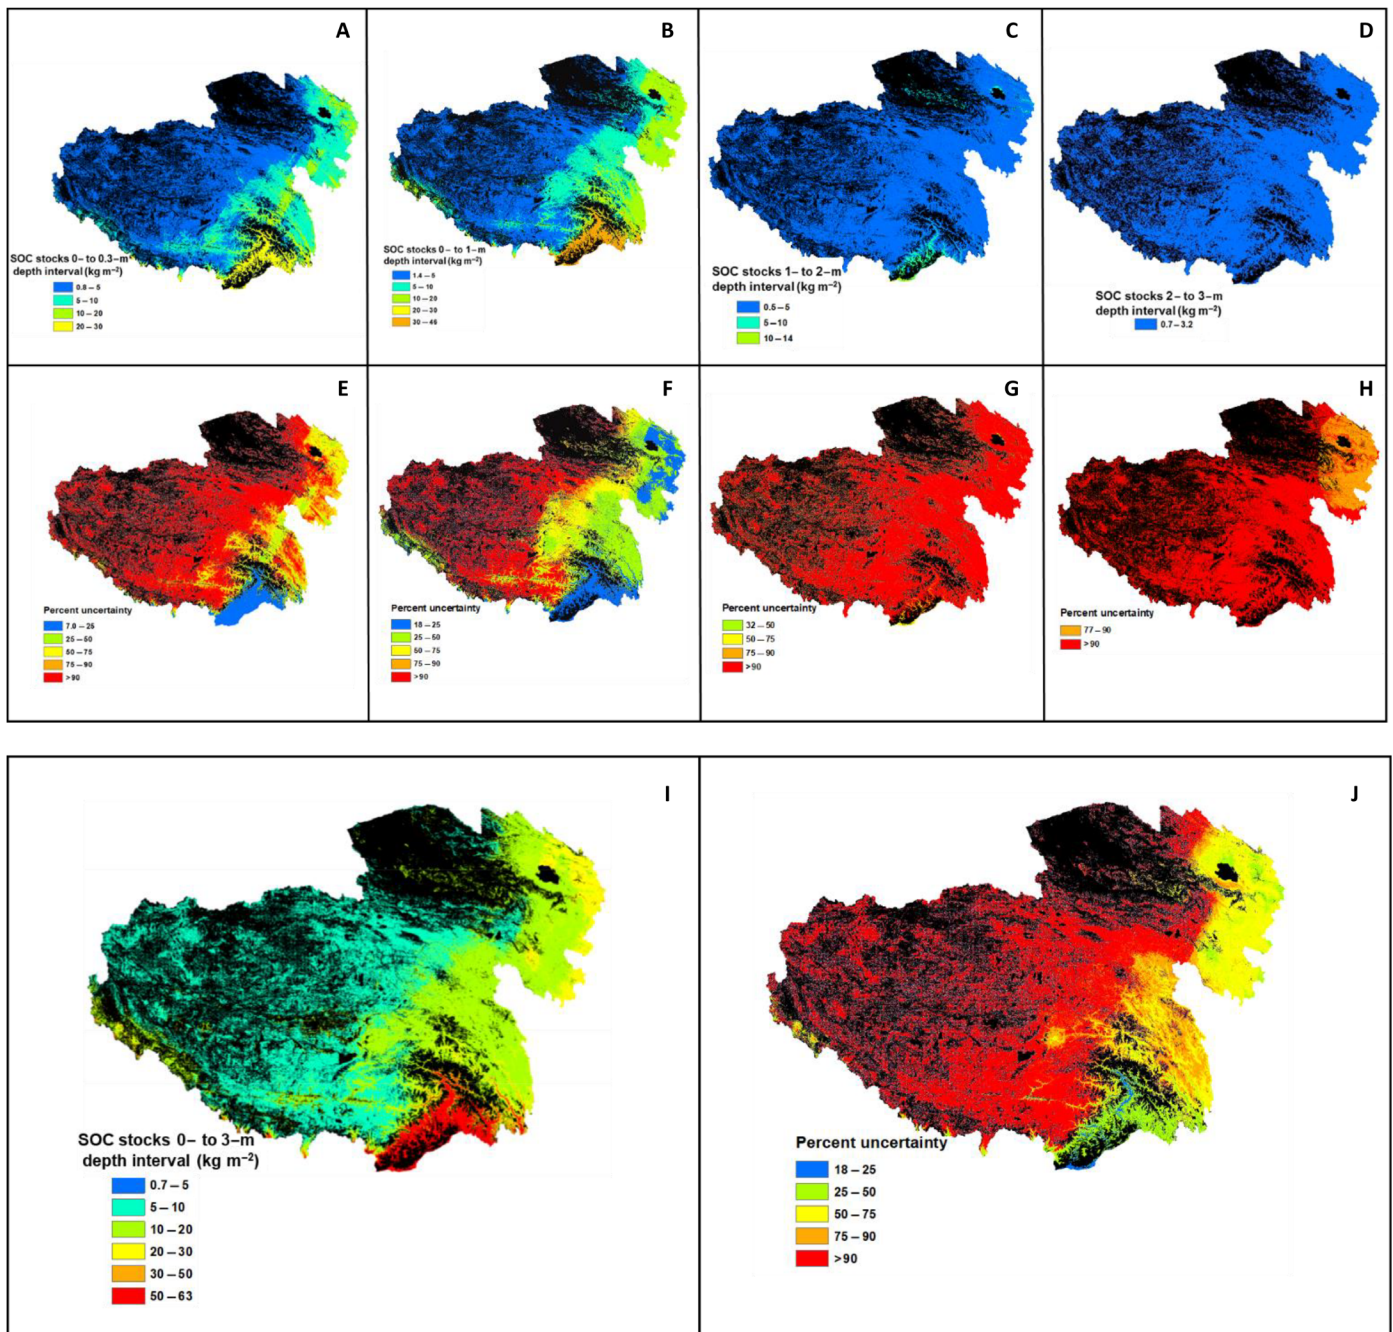 A
SOC stocks 0– to 0.3–m
depth interval (kg m⁻²)
0.8 – 5
5 – 10
10 – 20
20 – 30
B
SOC stocks 0– to 1–m
depth interval (kg m⁻²)
1.4 – 5
5 – 10
10 – 20
20 – 30
30 – 46
C
SOC stocks 1– to 2–m
depth interval (kg m⁻²)
0.5 – 5
5 – 10
10 – 14
D
SOC stocks 2– to 3–m
depth interval (kg m⁻²)
0.7 – 3.2
E
Percent uncertainty
7.0 – 25
25 – 50
50 – 75
75 – 90
>90
F
Percent uncertainty
18 – 25
25 – 50
50 – 75
75 – 90
>90
G
Percent uncertainty
32 – 50
50 – 75
75 – 90
>90
H
Percent uncertainty
77 – 90
>90
I
SOC stocks 0– to 3–m
depth interval (kg m⁻²)
0.7 – 5
5 – 10
10 – 20
20 – 30
30 – 50
50 – 63
J
Percent uncertainty
18 – 25
25 – 50
50 – 75
75 – 90
>90